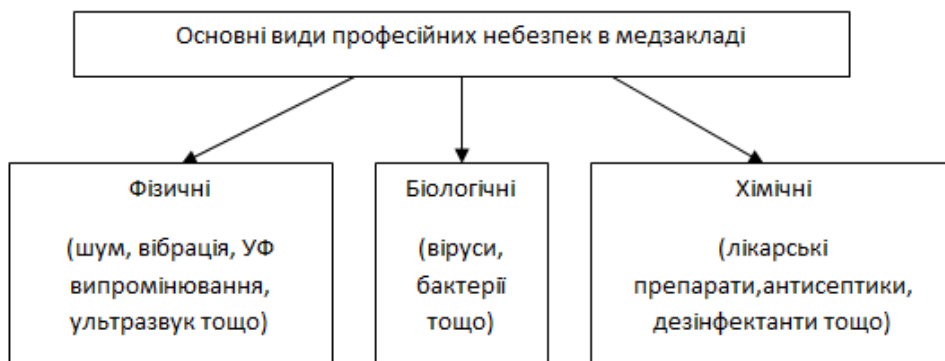 Основні види професійних небезпек в медзакладі
Фізичні
(шум, вібрація, УФ
випромінювання,
ультразвук тощо)
Біологічні
(віруси,
бактерії
тощо)
Хімічні
(лікарські
препарати,антисептики,
дезінфектанти тощо)